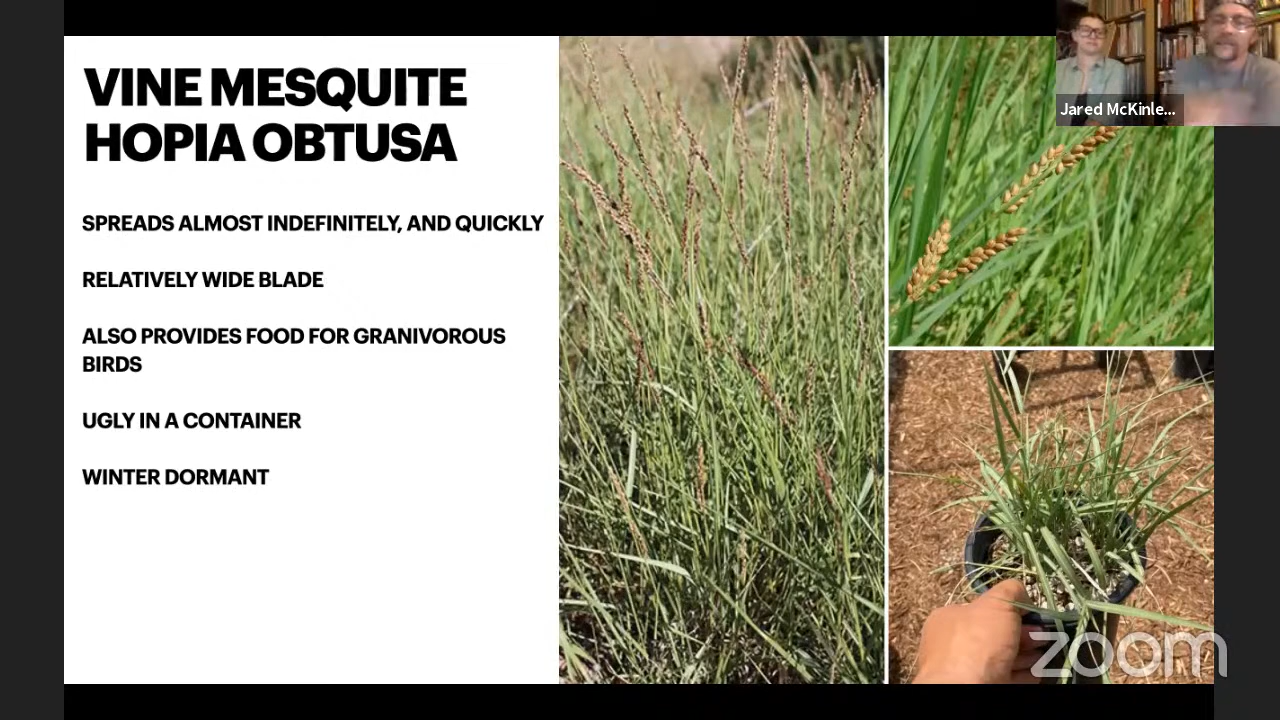 VINE MESQUITE
HOPIA OBTUSA
SPREADS ALMOST INDEFINITELY, AND QUICKLY
RELATIVELY WIDE BLADE
ALSO PROVIDES FOOD FOR GRANIVOROUS
BIRDS
UGLY IN A CONTAINER
WINTER DORMANT
Jared McKinle...
zoom